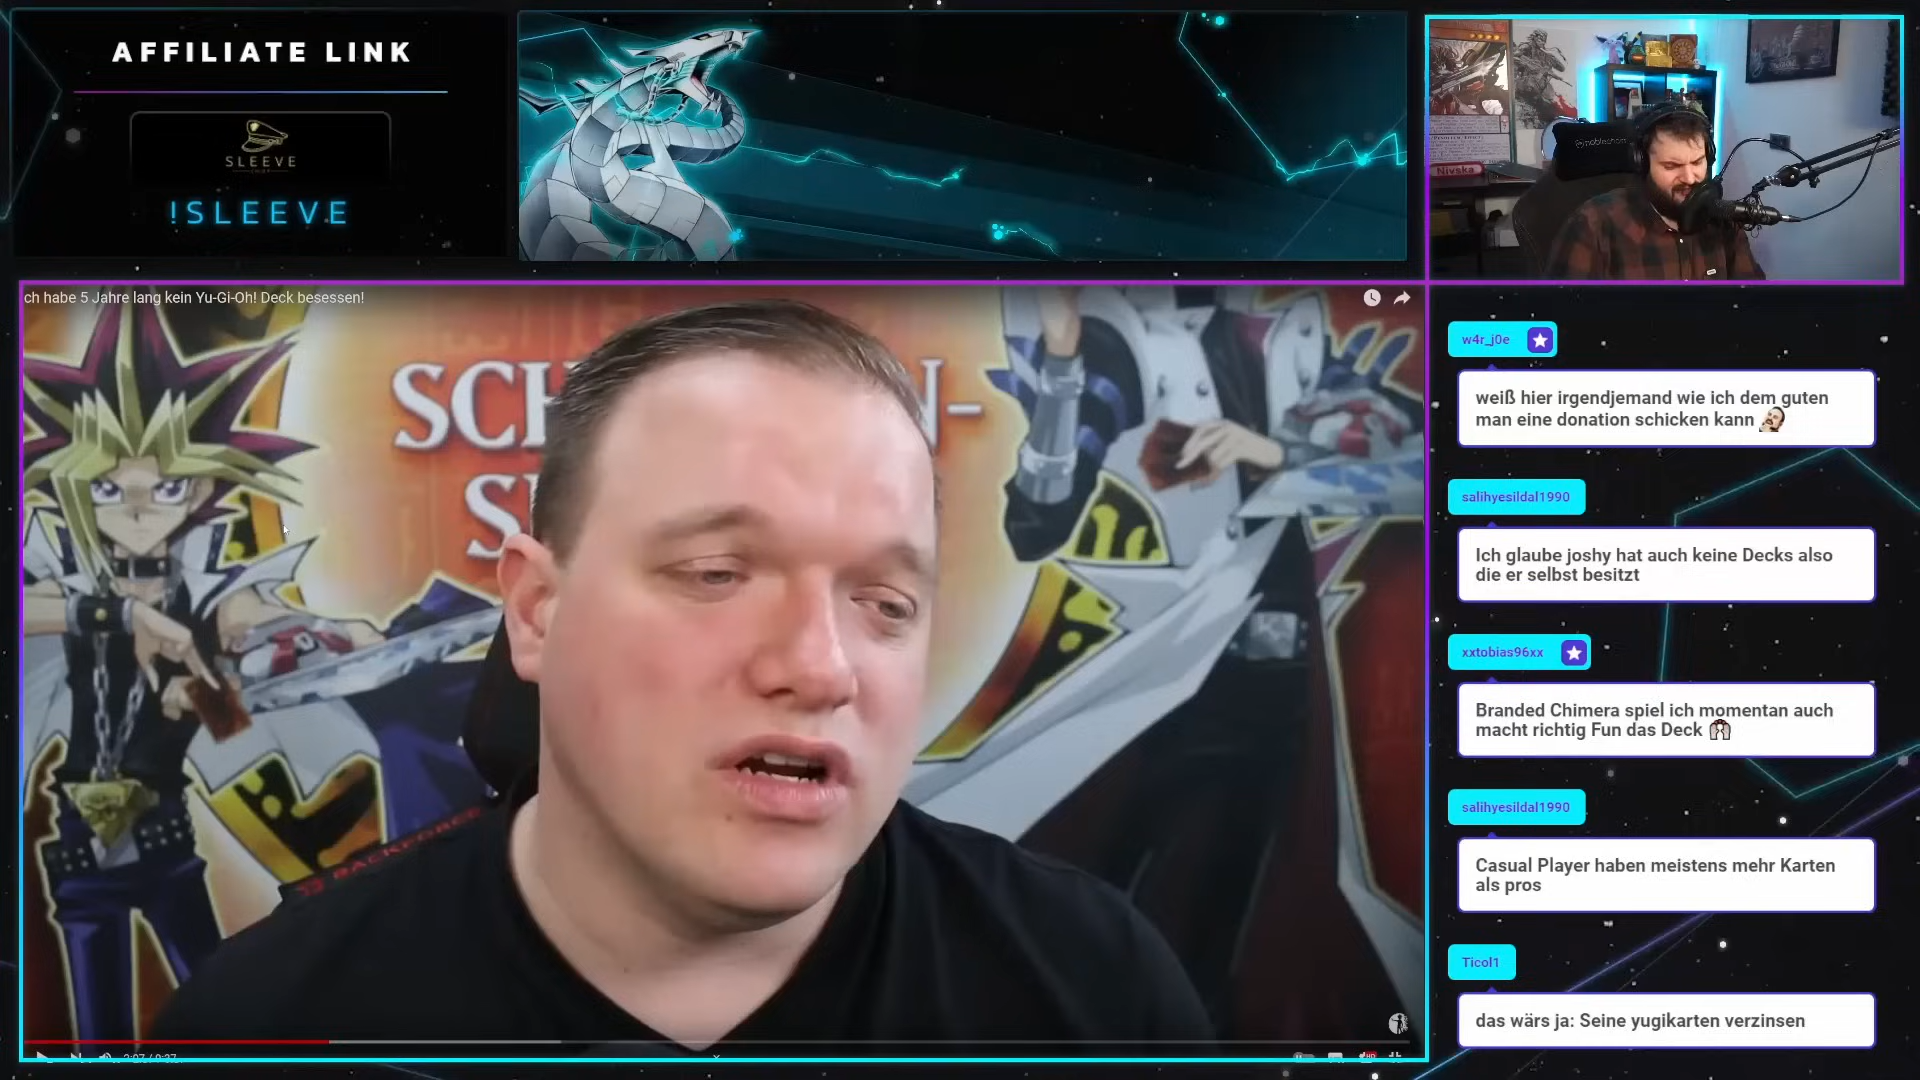 AFFILIATE LINK
SLEEVE
!SLEEVE
noblechairs
Nivska
ch habe 5 Jahre lang kein Yu-Gi-Oh! Deck besessen!
BACKFORCE
w4r_j0e
weiß hier irgendjemand wie ich dem guten
man eine donation schicken kann
salihyesildal1990
Ich glaube joshy hat auch keine Decks also
die er selbst besitzt
xxtobias96xx
Branded Chimera spiel ich momentan auch
macht richtig Fun das Deck
salihyesildal1990
Casual Player haben meistens mehr Karten
als pros
Ticol1
das wärs ja: Seine yugikarten verzinsen